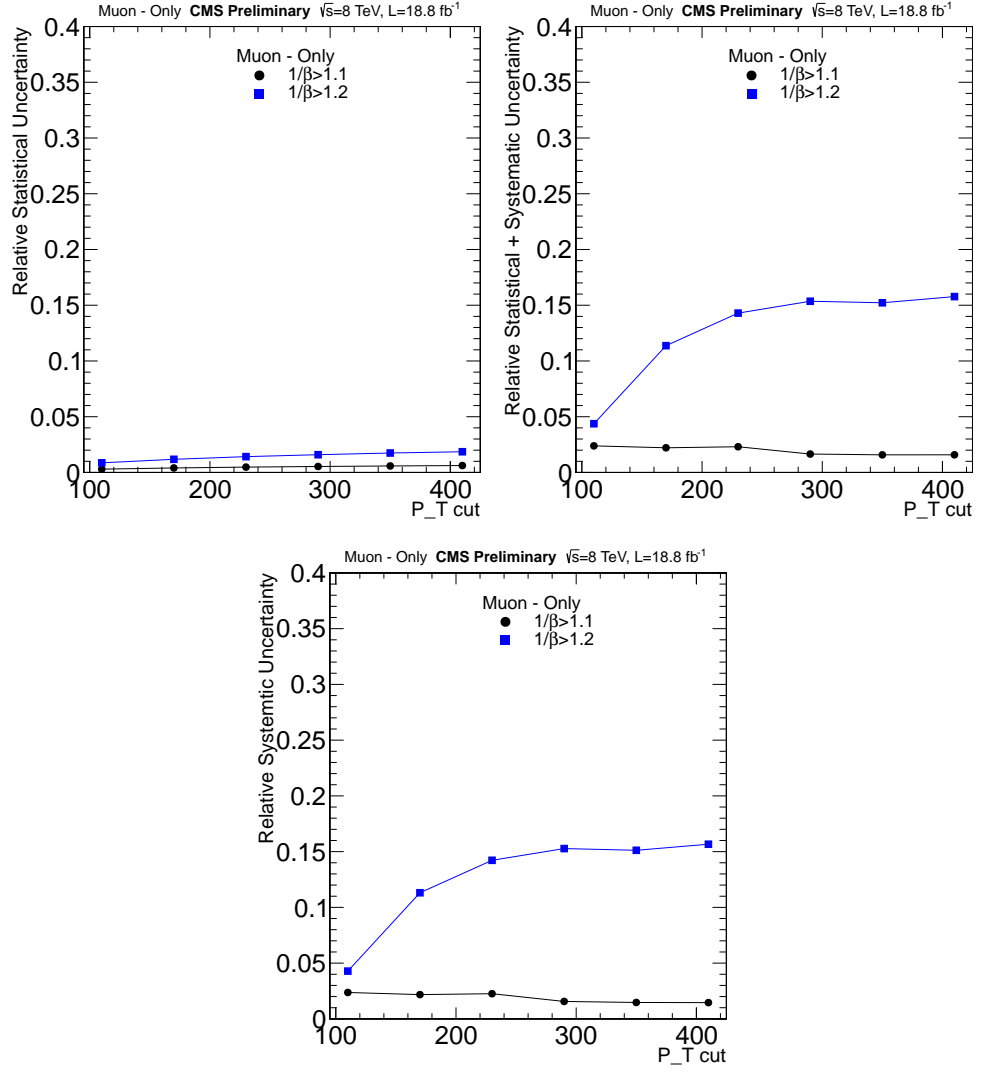 Muon - Only CMS Preliminary √s=8 TeV, L=18.8 fb⁻¹
Relative Statistical Uncertainty
Muon - Only
1/β>1.1
1/β>1.2
0.4
0.35
0.3
0.25
0.2
0.15
0.1
0.05
0
100 200 300 400
P_T cut
Muon - Only CMS Preliminary √s=8 TeV, L=18.8 fb⁻¹
Relative Statistical + Systematic Uncertainty
Muon - Only
1/β>1.1
1/β>1.2
0.4
0.35
0.3
0.25
0.2
0.15
0.1
0.05
0
100 200 300 400
P_T cut
Muon - Only CMS Preliminary √s=8 TeV, L=18.8 fb⁻¹
Relative Systemtic Uncertainty
Muon - Only
1/β>1.1
1/β>1.2
0.4
0.35
0.3
0.25
0.2
0.15
0.1
0.05
0
100 200 300 400
P_T cut